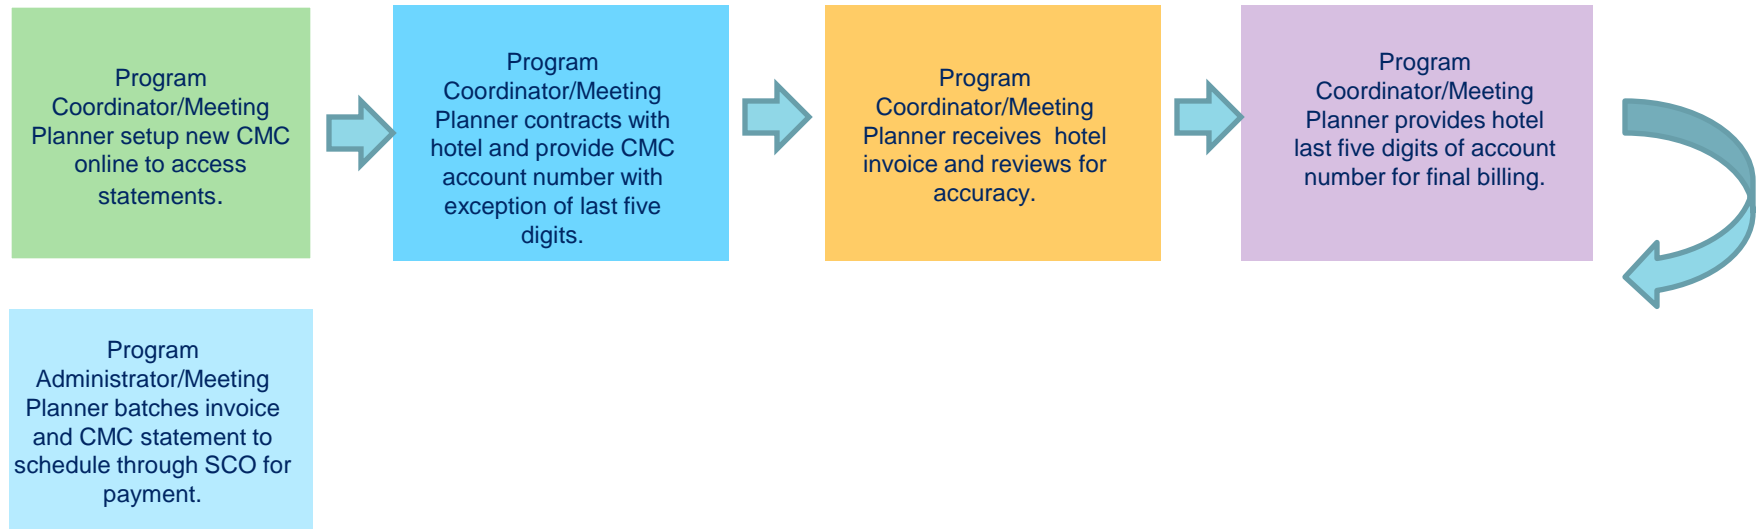 Program
Coordinator/Meeting
Planner setup new CMC
online to access
statements.
Program
Coordinator/Meeting
Planner contracts with
hotel and provide CMC
account number with
exception of last five
digits.
Program
Coordinator/Meeting
Planner receives  hotel
invoice and reviews for
accuracy.
Program
Coordinator/Meeting
Planner provides hotel
last five digits of account
number for final billing.
Program
Administrator/Meeting
Planner batches invoice
and CMC statement to
schedule through SCO for
payment.